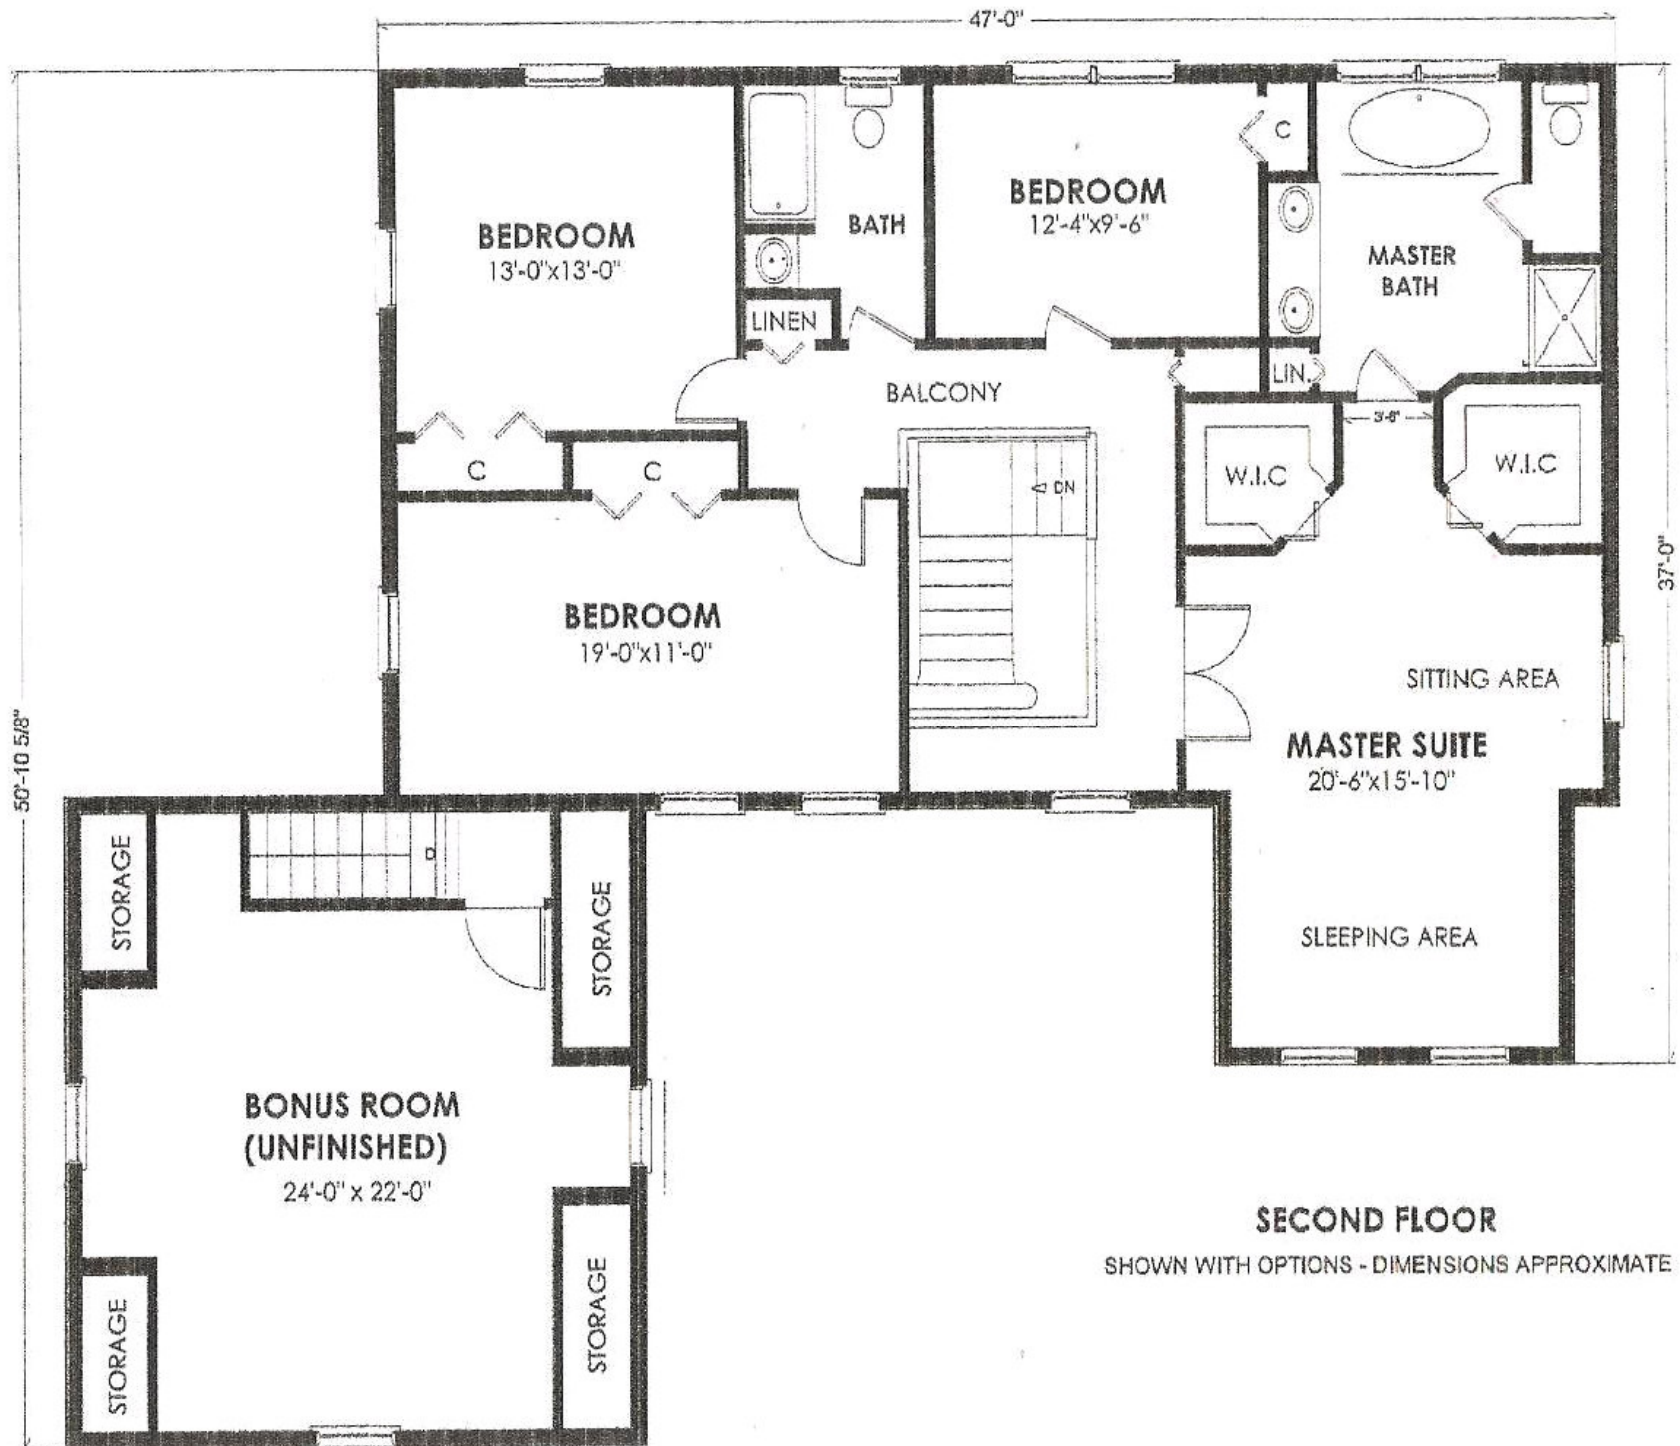 47'-0"
BEDROOM
13'-0"x13'-0"
BATH
BEDROOM
12'-4"x9'-6"
C
MASTER
BATH
LINEN
LIN.
BALCONY
3'-6"
C
C
DN
W.I.C
W.I.C
37'-0"
BEDROOM
19'-0"x11'-0"
SITTING AREA
MASTER SUITE
20'-6"x15'-10"
50'-10 5/8"
STORAGE
D
STORAGE
SLEEPING AREA
BONUS ROOM
(UNFINISHED)
24'-0" x 22'-0"
STORAGE
STORAGE
SECOND FLOOR
SHOWN WITH OPTIONS - DIMENSIONS APPROXIMATE